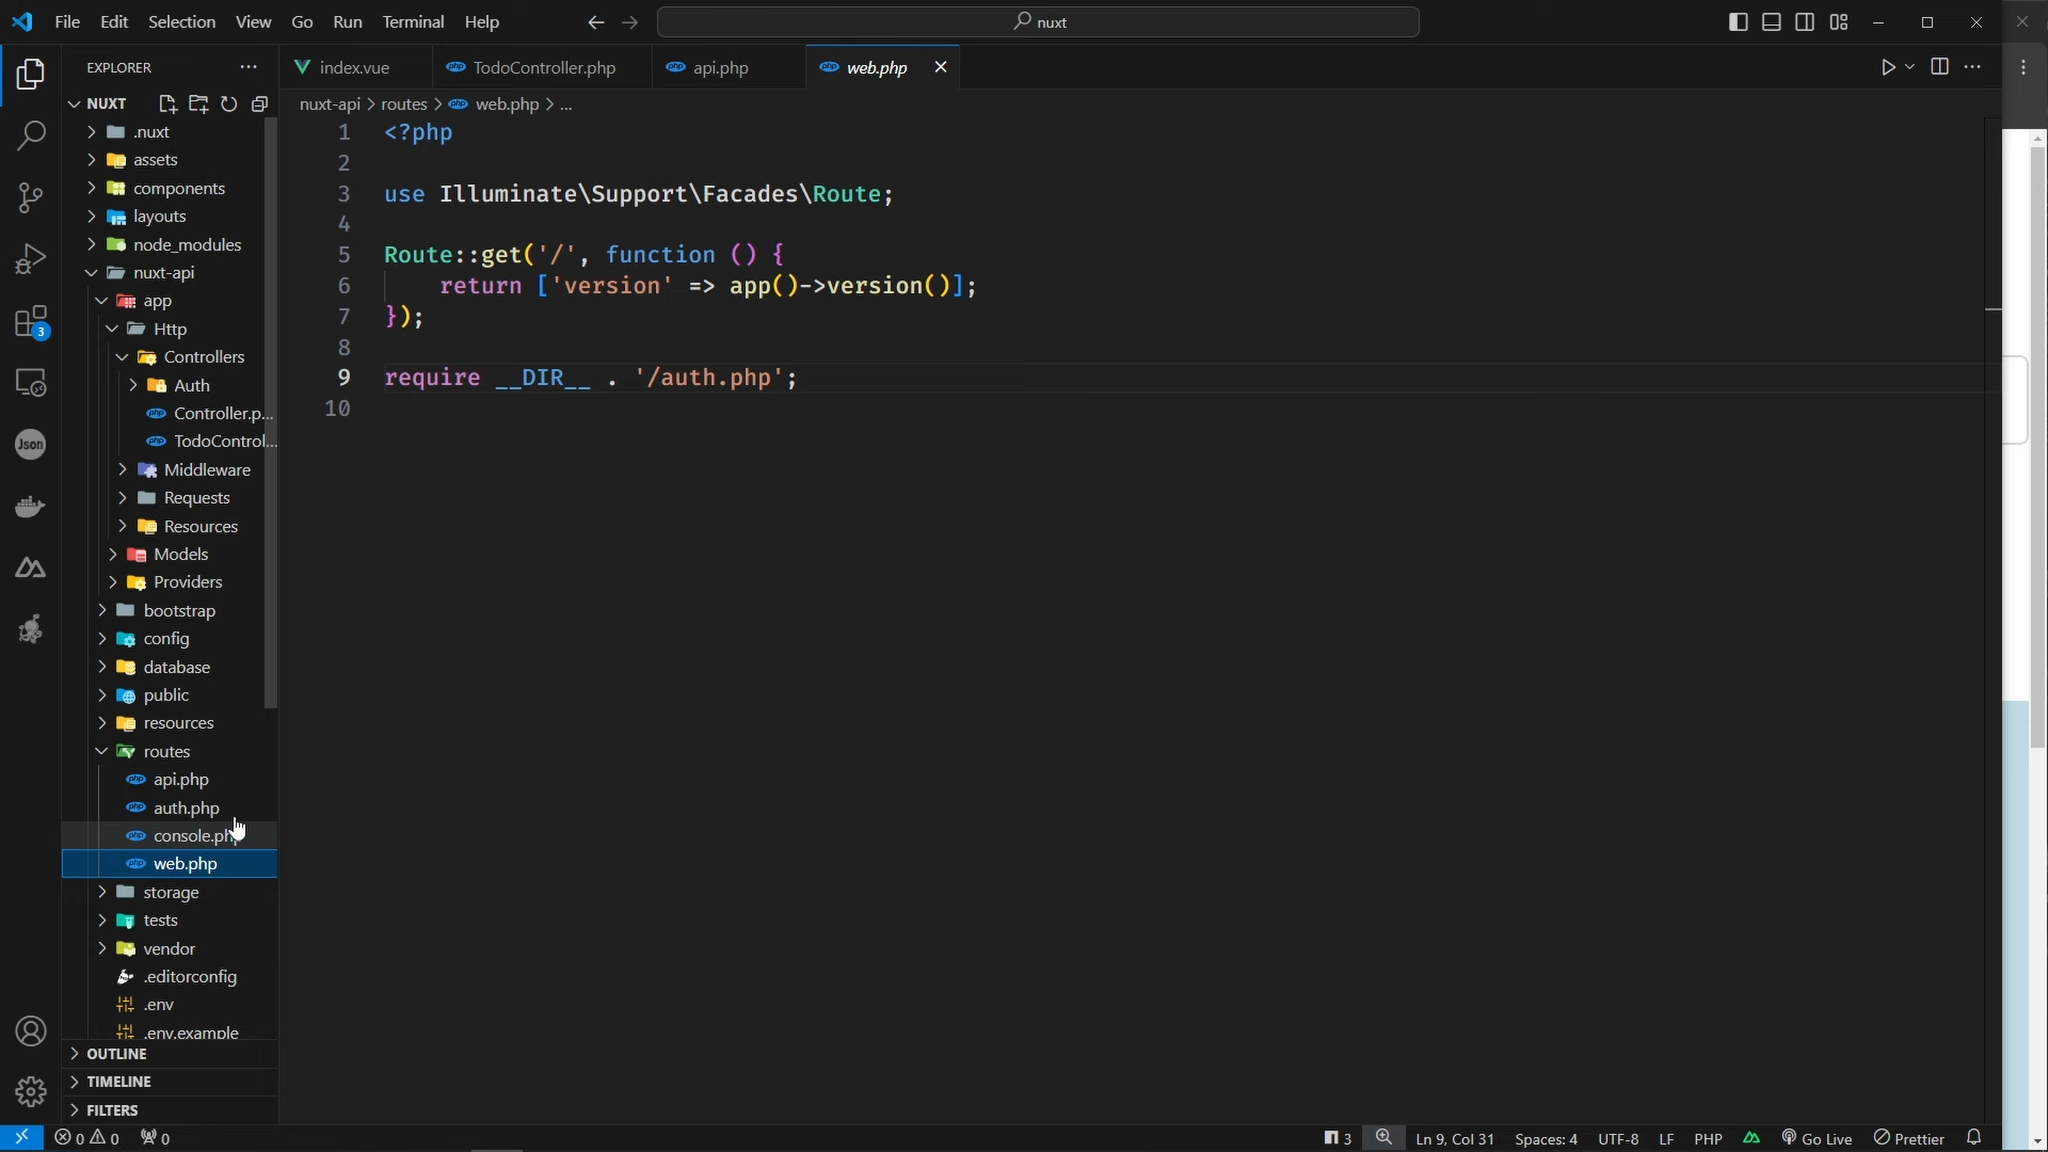 File Edit Selection View Go Run Terminal Help
nuxt
EXPLORER
index.vue TodoController.php api.php web.php
NUXT
nuxt-api > routes > web.php > ...
.nuxt
assets
components
layouts
node_modules
nuxt-api
app
Http
Controllers
Auth
Controller.p...
TodoControl...
Middleware
Requests
Resources
Models
Providers
bootstrap
config
database
public
resources
routes
api.php
auth.php
console.php
web.php
storage
tests
vendor
.editorconfig
.env
.env.example
OUTLINE
TIMELINE
FILTERS
3
Json
1 <?php
2
3 use Illuminate\Support\Facades\Route;
4
5 Route::get('/', function () {
6 return ['version' => app()->version()];
7 });
8
9 require __DIR__ . '/auth.php';
10
0 0 0 3 Ln 9, Col 31 Spaces: 4 UTF-8 LF PHP Go Live Prettier